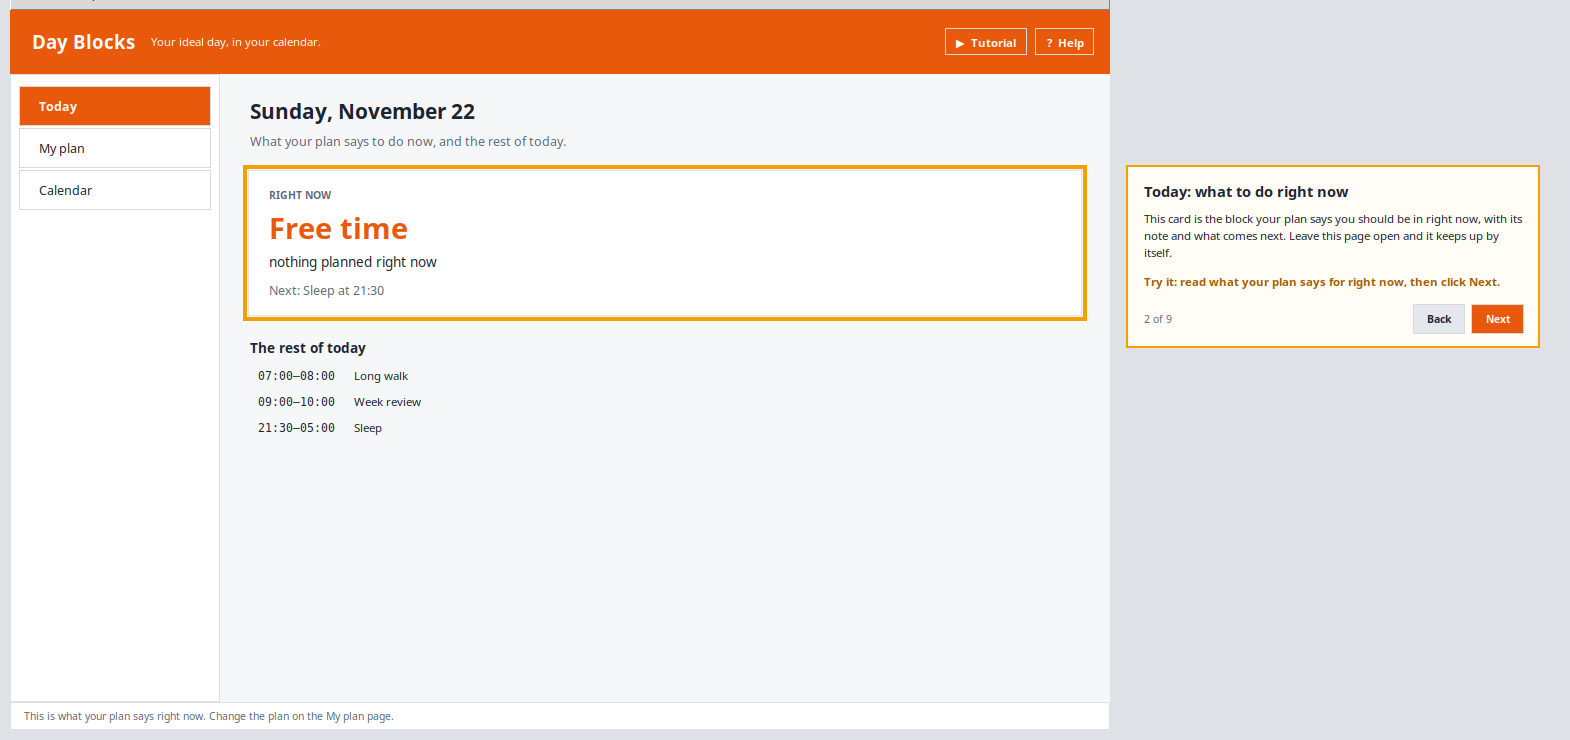 Day Blocks
Your ideal day, in your calendar.
▶ Tutorial
? Help
Today
My plan
Calendar
Sunday, November 22
What your plan says to do now, and the rest of today.
RIGHT NOW
Free time
nothing planned right now
Next: Sleep at 21:30
The rest of today
07:00–08:00 Long walk
09:00–10:00 Week review
21:30–05:00 Sleep
This is what your plan says right now. Change the plan on the My plan page.
Today: what to do right now
This card is the block your plan says you should be in right now, with its
note and what comes next. Leave this page open and it keeps up by
itself.
Try it: read what your plan says for right now, then click Next.
2 of 9
Back
Next